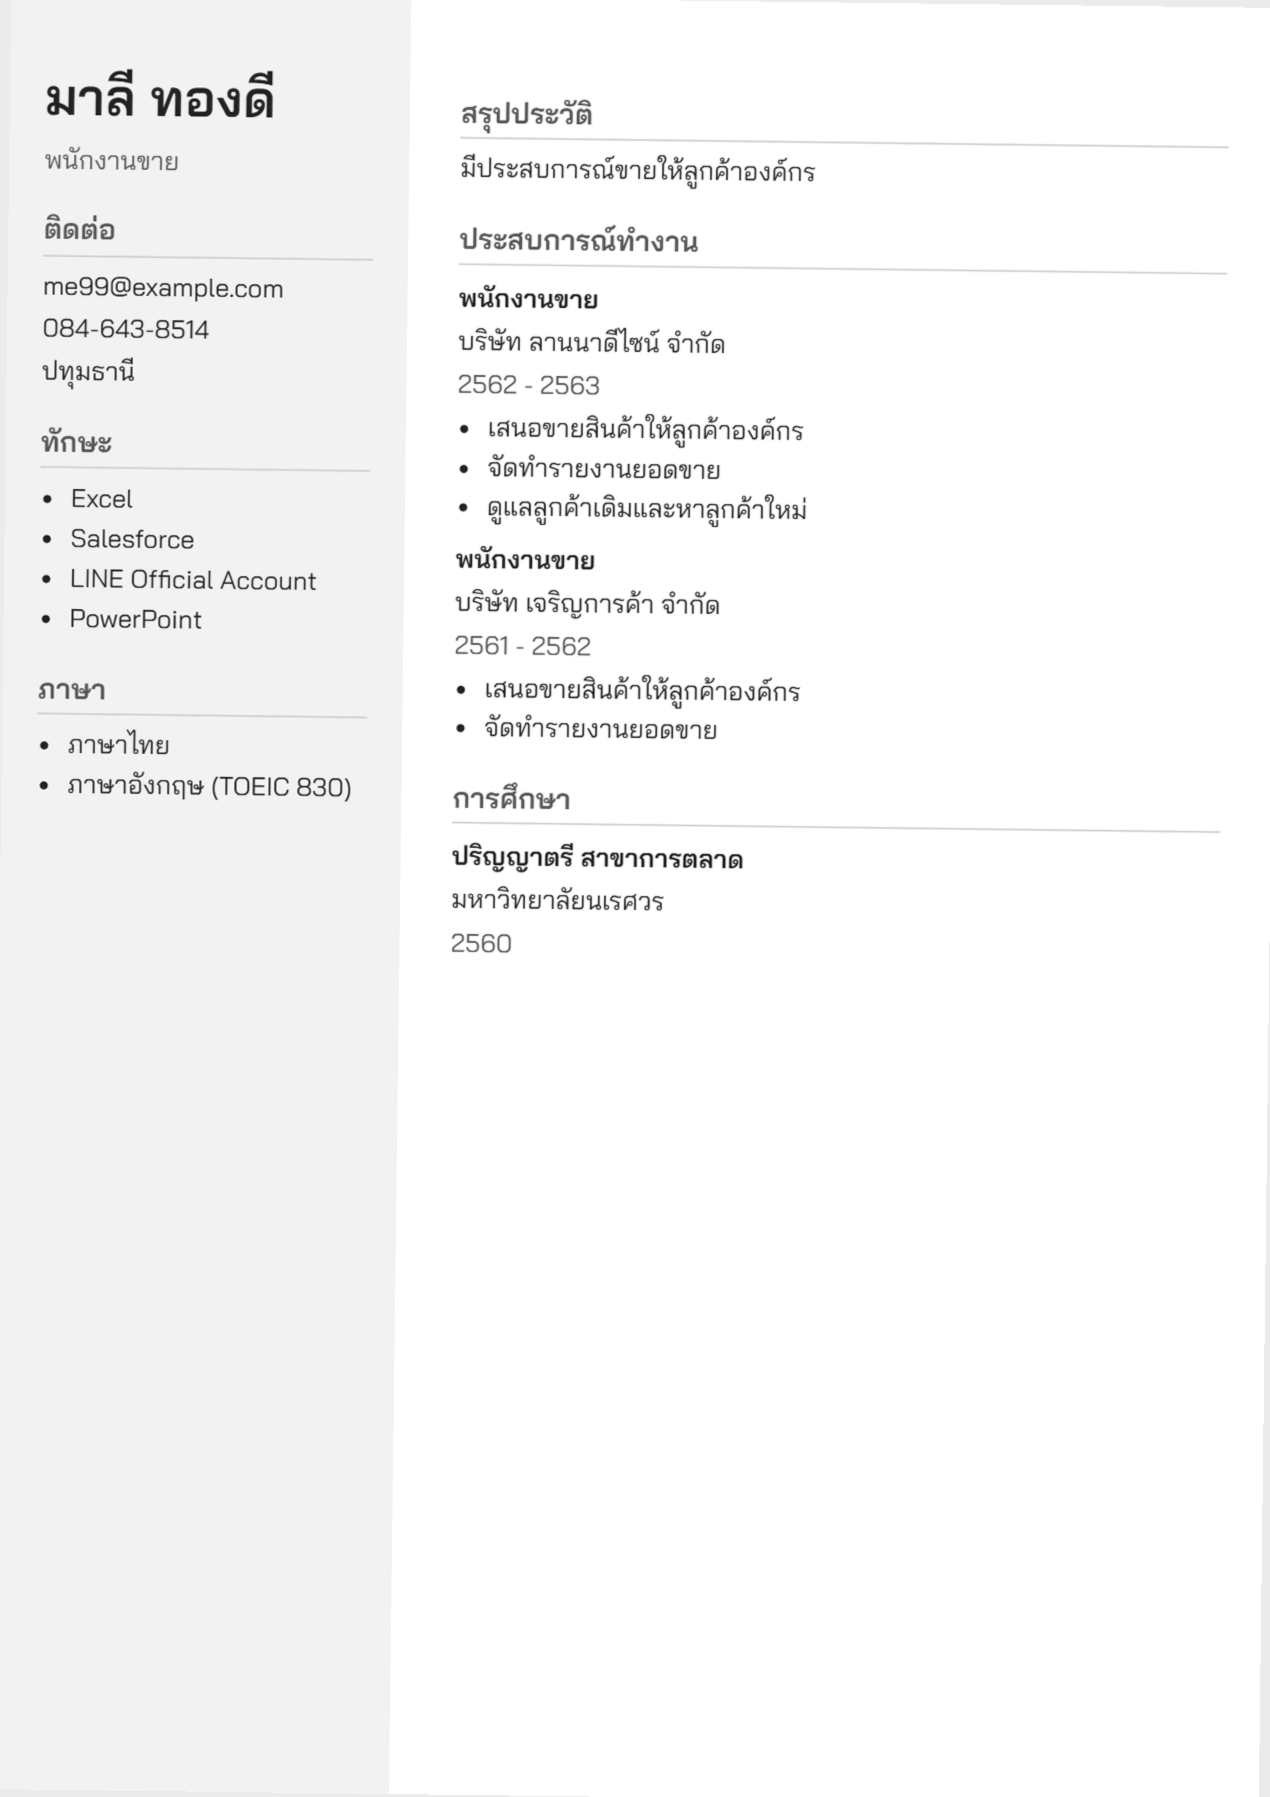 มาลี ทองดี
พนักงานขาย
ติดต่อ
me99@example.com
084-643-8514
ปทุมธานี
ทักษะ
• Excel
• Salesforce
• LINE Official Account
• PowerPoint
ภาษา
• ภาษาไทย
• ภาษาอังกฤษ (TOEIC 830)
สรุปประวัติ
มีประสบการณ์ขายให้ลูกค้าองค์กร
ประสบการณ์ทำงาน
พนักงานขาย
บริษัท ลานนาดีไซน์ จำกัด
2562 - 2563
• เสนอขายสินค้าให้ลูกค้าองค์กร
• จัดทำรายงานยอดขาย
• ดูแลลูกค้าเดิมและหาลูกค้าใหม่
พนักงานขาย
บริษัท เจริญการค้า จำกัด
2561 - 2562
• เสนอขายสินค้าให้ลูกค้าองค์กร
• จัดทำรายงานยอดขาย
การศึกษา
ปริญญาตรี สาขาการตลาด
มหาวิทยาลัยนเรศวร
2560